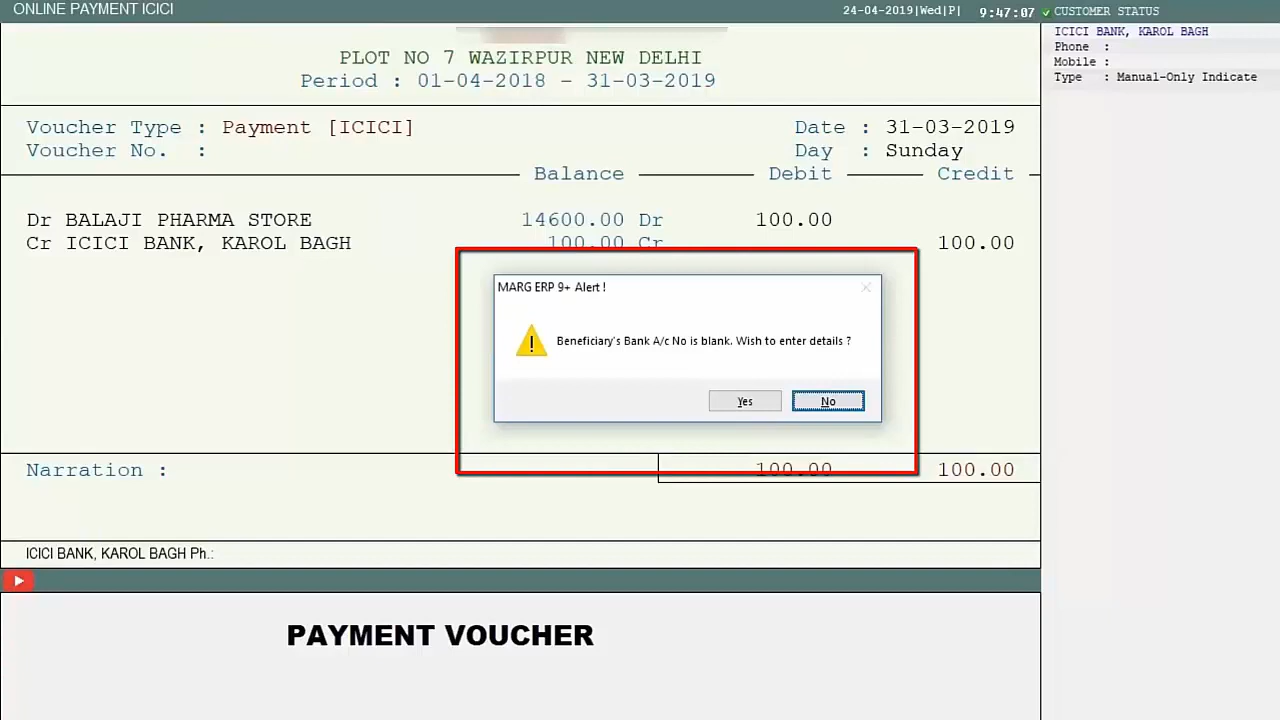 ONLINE PAYMENT ICICI 24-04-2019|Wed|P| 9:47:07 CUSTOMER STATUS
ICICI BANK, KAROL BAGH
Phone :
Mobile :
Type : Manual-Only Indicate
PLOT NO 7 WAZIRPUR NEW DELHI
Period : 01-04-2018 - 31-03-2019
Voucher Type : Payment [ICICI] Date : 31-03-2019
Voucher No. : Day : Sunday
Balance Debit Credit
Dr BALAJI PHARMA STORE 14600.00 Dr 100.00
Cr ICICI BANK, KAROL BAGH 100.00 Cr 100.00
MARG ERP 9+ Alert !
Beneficiary's Bank A/c No is blank. Wish to enter details ?
Yes No
Narration : 100.00 100.00
ICICI BANK, KAROL BAGH Ph.:
PAYMENT VOUCHER